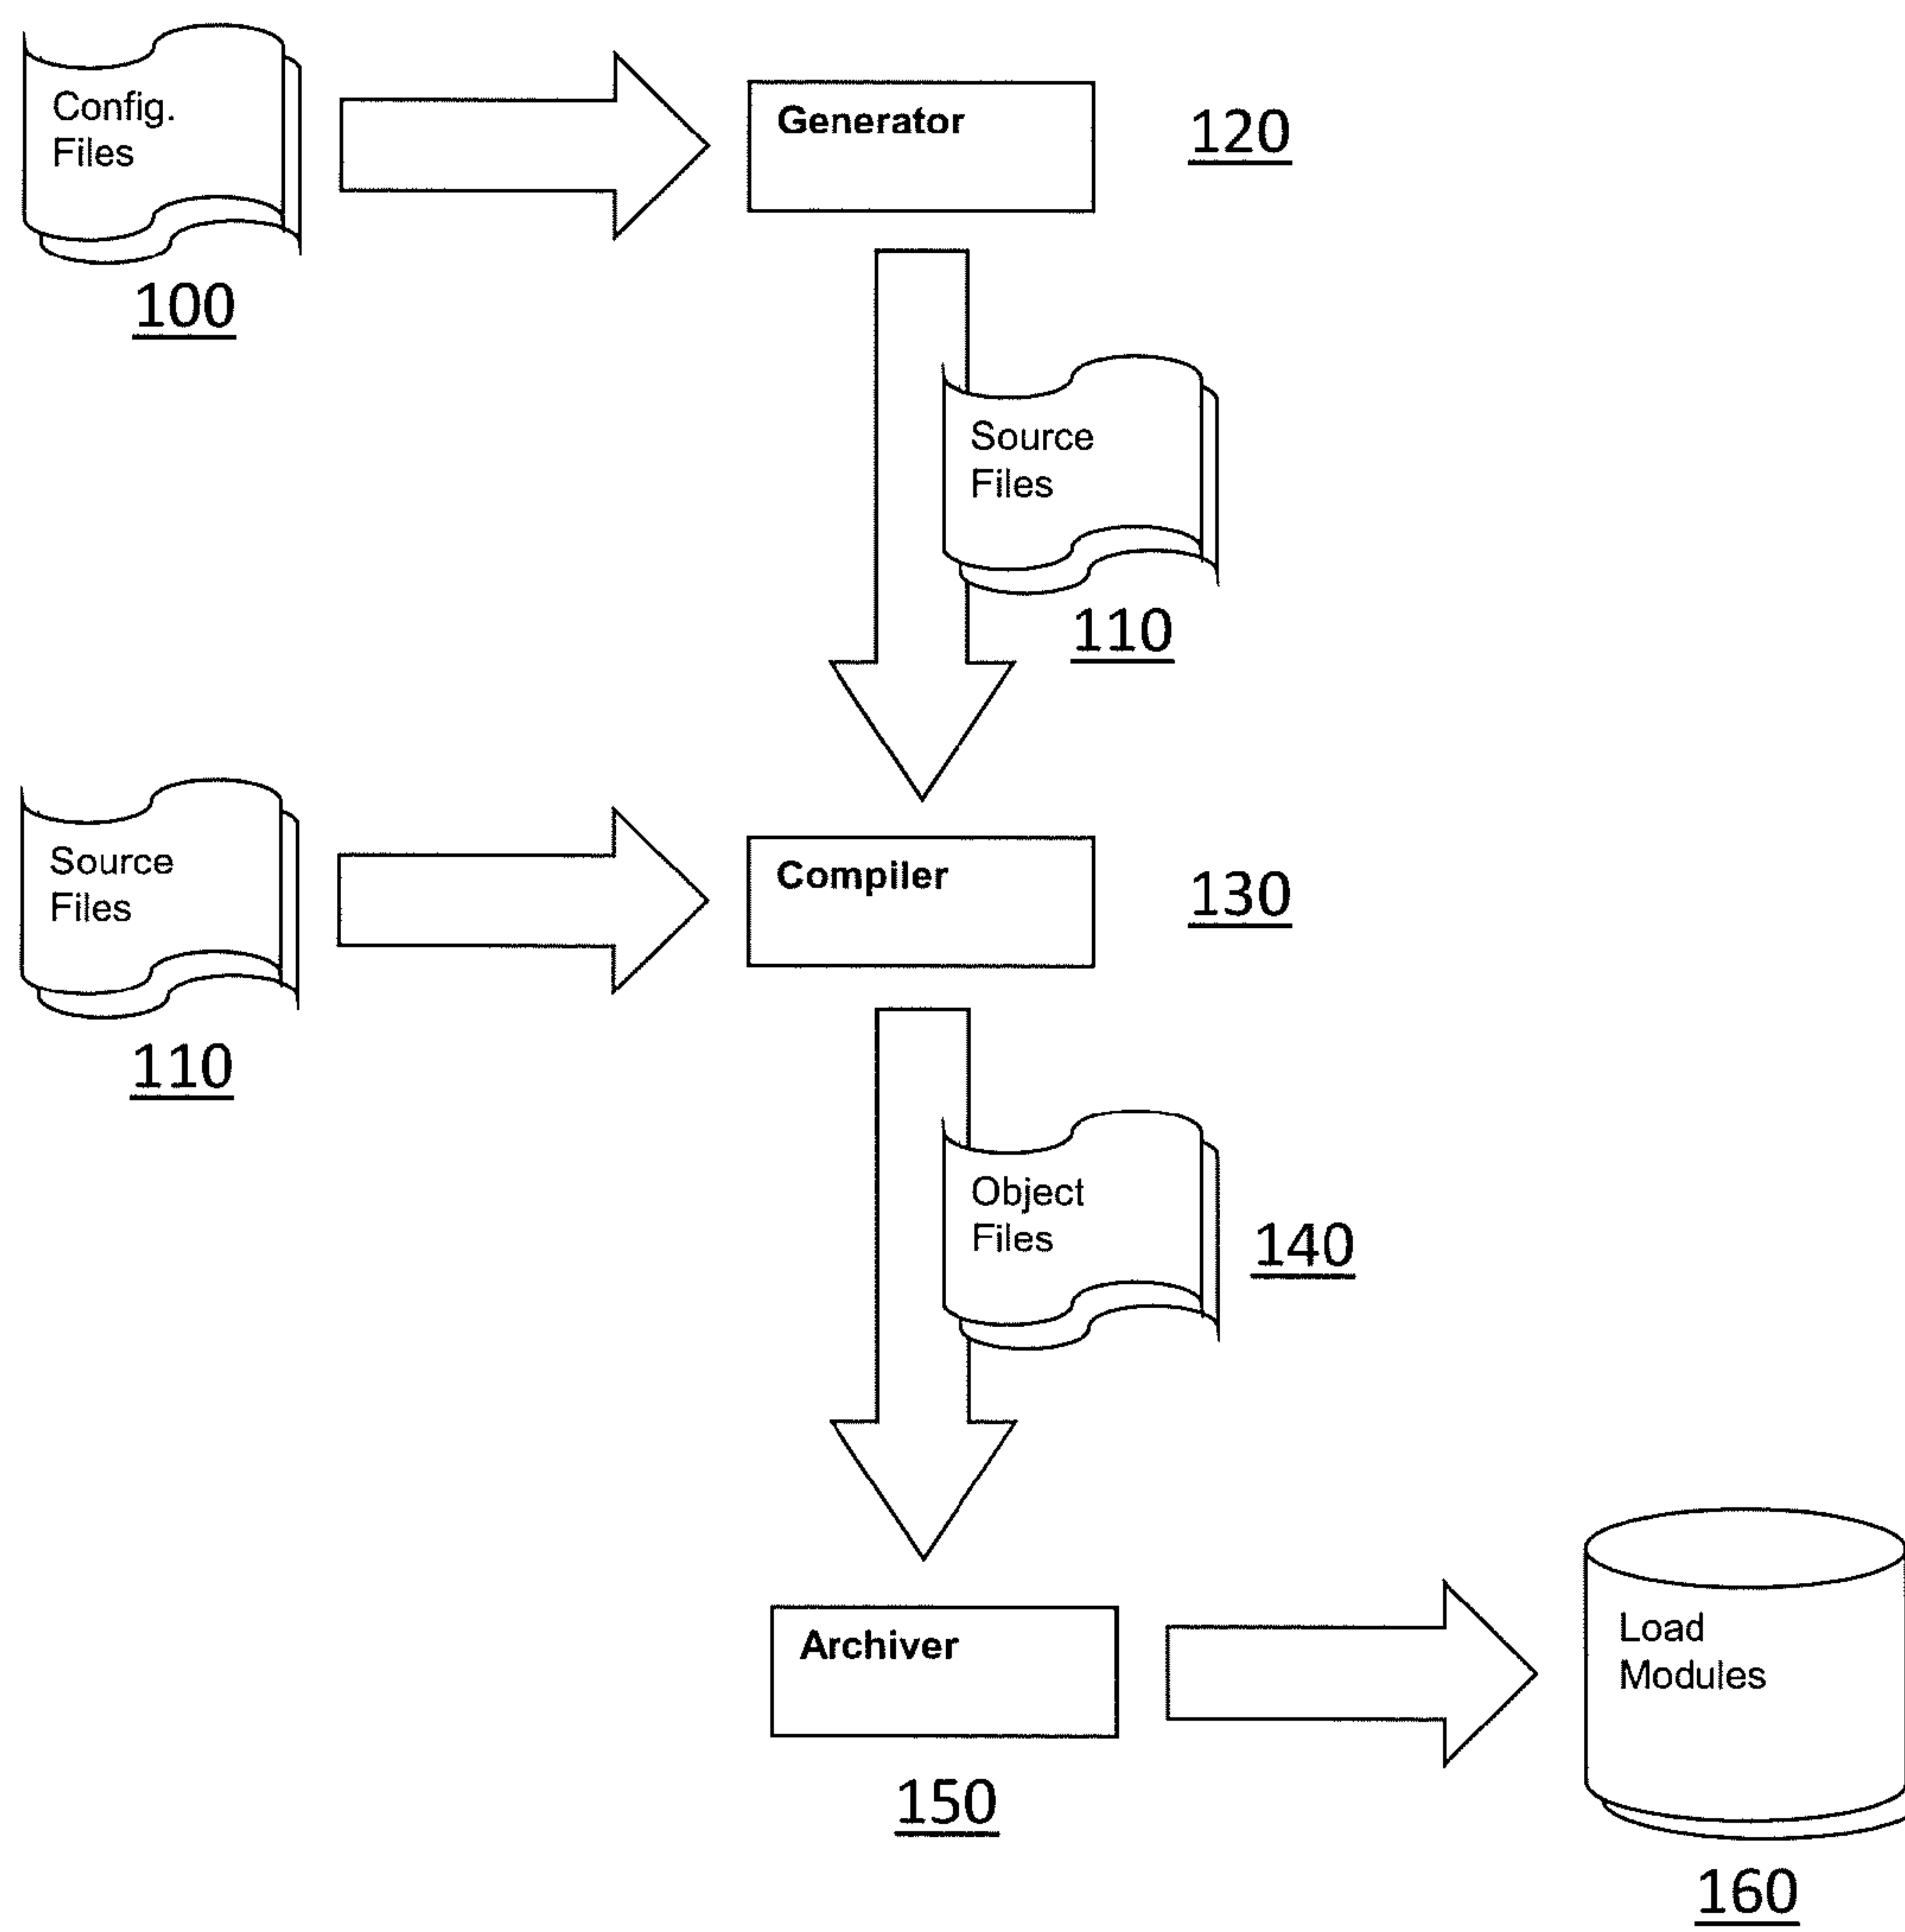 Config.
Files
100
Generator
120
Source
Files
110
Source
Files
110
Compiler
130
Object
Files
140
Archiver
150
Load
Modules
160